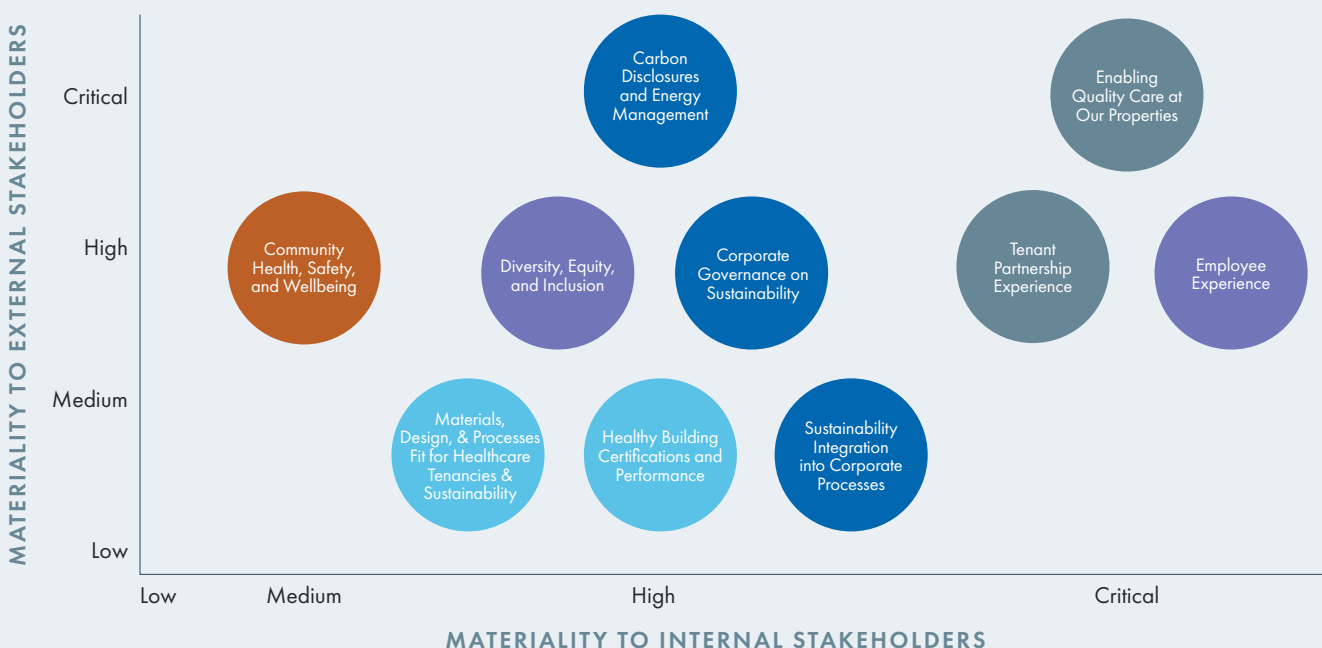 MATERIALITY TO EXTERNAL STAKEHOLDERS
Critical
High
Medium
Low
Carbon
Disclosures
and Energy
Management
Enabling
Quality Care at
Our Properties
Community
Health, Safety,
and Wellbeing
Diversity, Equity,
and Inclusion
Corporate
Governance on
Sustainability
Tenant
Partnership
Experience
Employee
Experience
Materials,
Design, & Processes
Fit for Healthcare
Tenancies &
Sustainability
Healthy Building
Certifications and
Performance
Sustainability
Integration
into Corporate
Processes
Low
Medium
High
Critical
MATERIALITY TO INTERNAL STAKEHOLDERS